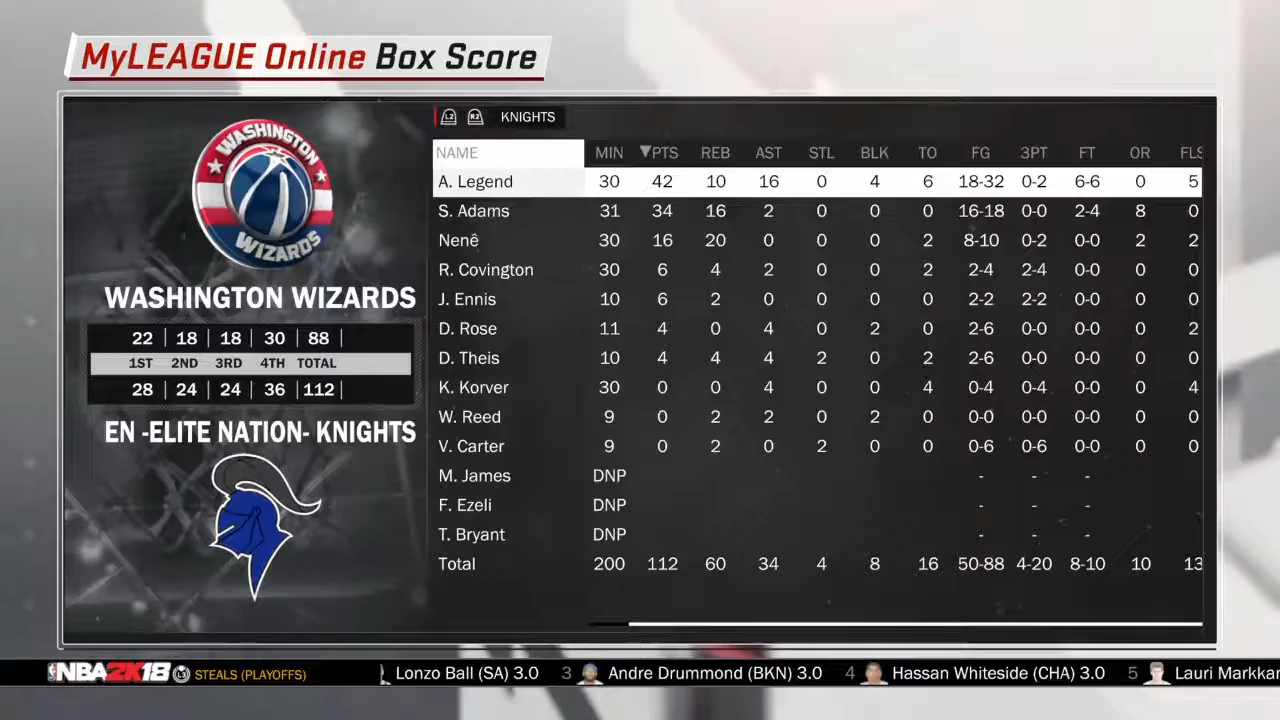 MyLEAGUE Online Box Score
WASHINGTON
WIZARDS
WASHINGTON WIZARDS
22 | 18 | 18 | 30 | 88 |
1ST 2ND 3RD 4TH TOTAL
28 | 24 | 24 | 36 | 112 |
EN -ELITE NATION- KNIGHTS
L2 R2 KNIGHTS
NAME MIN ▼PTS REB AST STL BLK TO FG 3PT FT OR FLS
A. Legend 30 42 10 16 0 4 6 18-32 0-2 6-6 0 5
S. Adams 31 34 16 2 0 0 0 16-18 0-0 2-4 8 0
Nenê 30 16 20 0 0 0 2 8-10 0-2 0-0 2 2
R. Covington 30 6 4 2 0 0 2 2-4 2-4 0-0 0 0
J. Ennis 10 6 2 0 0 0 0 2-2 2-2 0-0 0 0
D. Rose 11 4 0 4 0 2 0 2-6 0-0 0-0 0 2
D. Theis 10 4 4 4 2 0 2 2-6 0-0 0-0 0 0
K. Korver 30 0 0 4 0 0 4 0-4 0-4 0-0 0 4
W. Reed 9 0 2 2 0 2 0 0-0 0-0 0-0 0 0
V. Carter 9 0 2 0 2 0 0 0-6 0-6 0-0 0 0
M. James DNP - - -
F. Ezeli DNP - - -
T. Bryant DNP - - -
Total 200 112 60 34 4 8 16 50-88 4-20 8-10 10 13
NBA 2K18 STEALS (PLAYOFFS) Lonzo Ball (SA) 3.0 3 Andre Drummond (BKN) 3.0 4 Hassan Whiteside (CHA) 3.0 5 Lauri Markkar